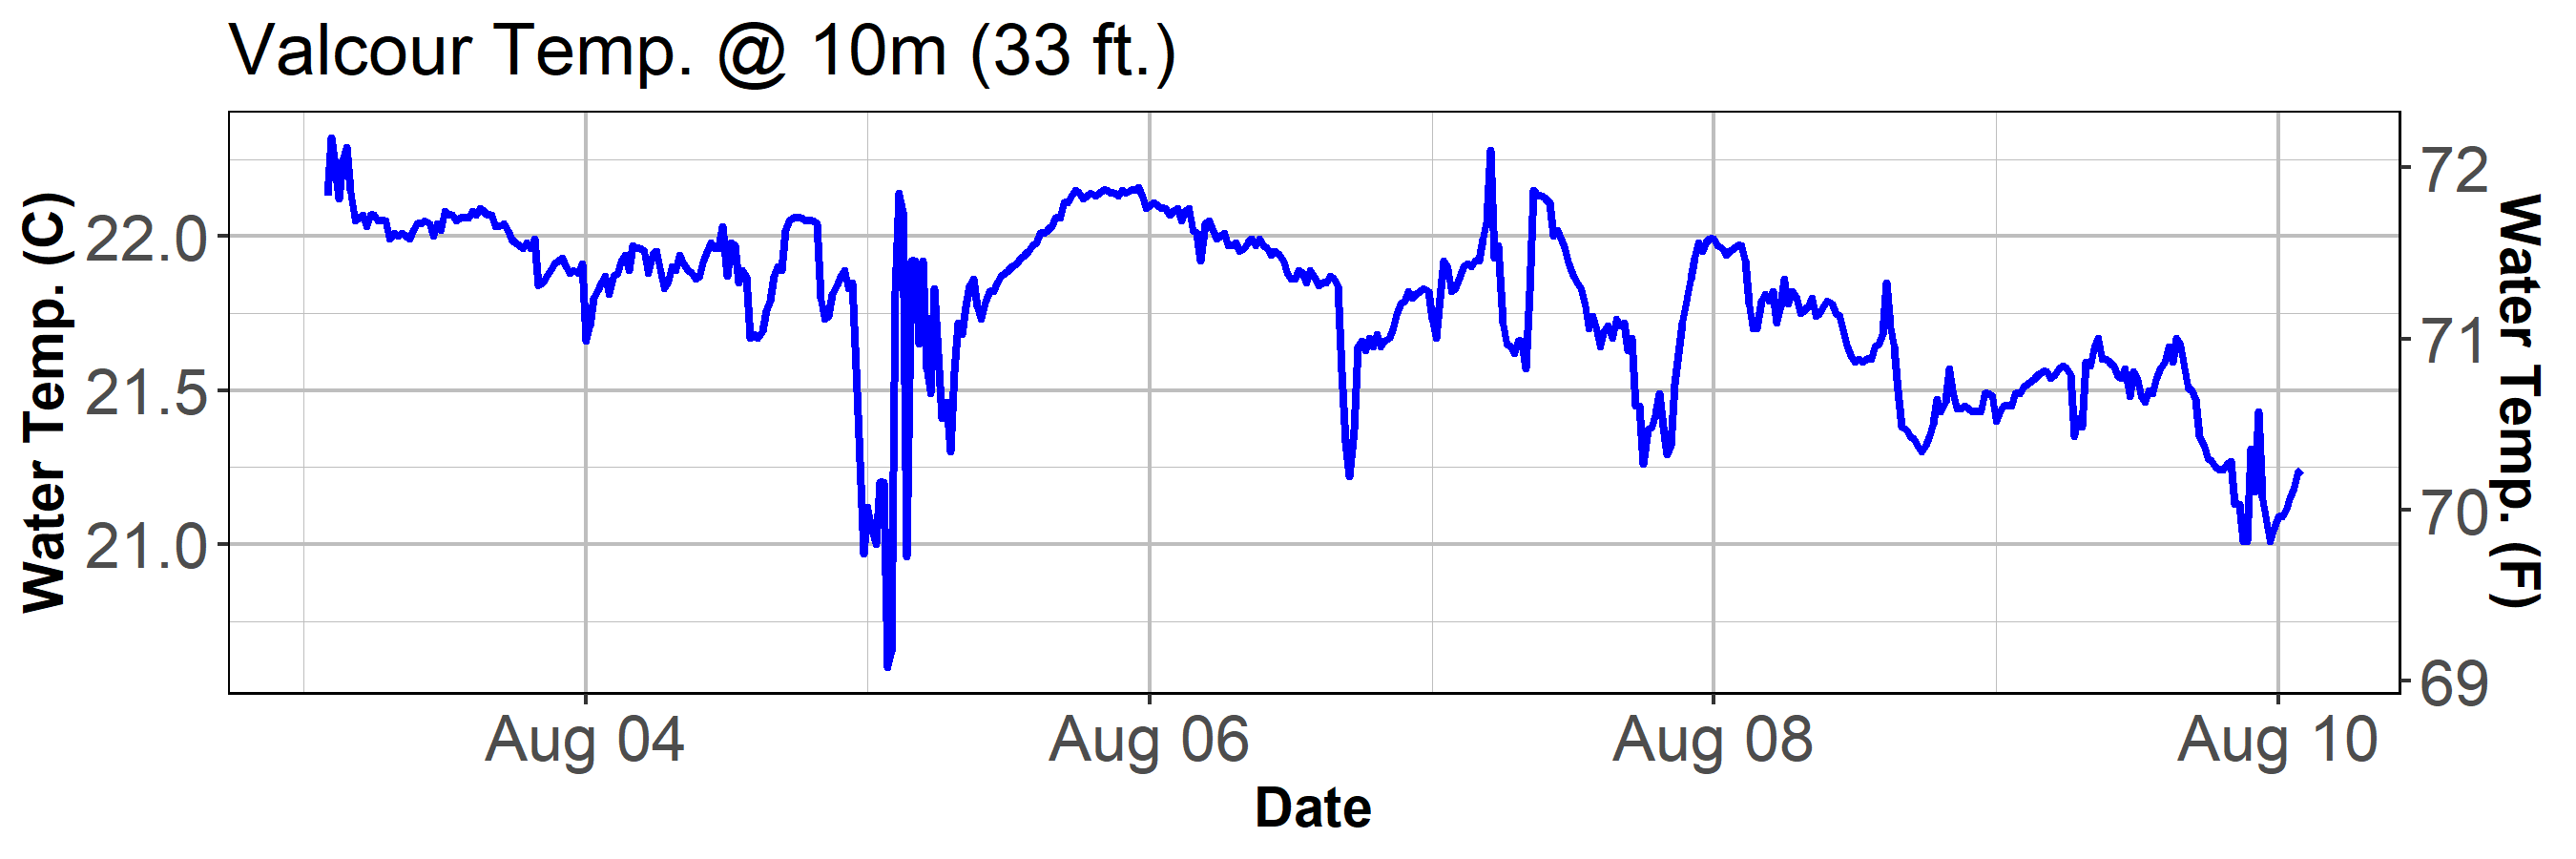 Valcour Temp. @ 10m (33 ft.)
Water Temp. (C)
22.0
21.5
21.0
72
71
70
69
Water Temp. (F)
Aug 04 Aug 06 Aug 08 Aug 10
Date